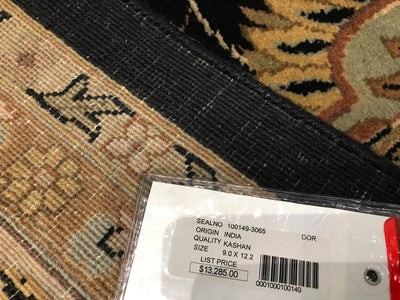 SEALNO 100149-3065 DOR
ORIGIN INDIA
QUALITY KASHAN
SIZE 9.0 X 12.2
LIST PRICE
$13,285.00
0001000100149